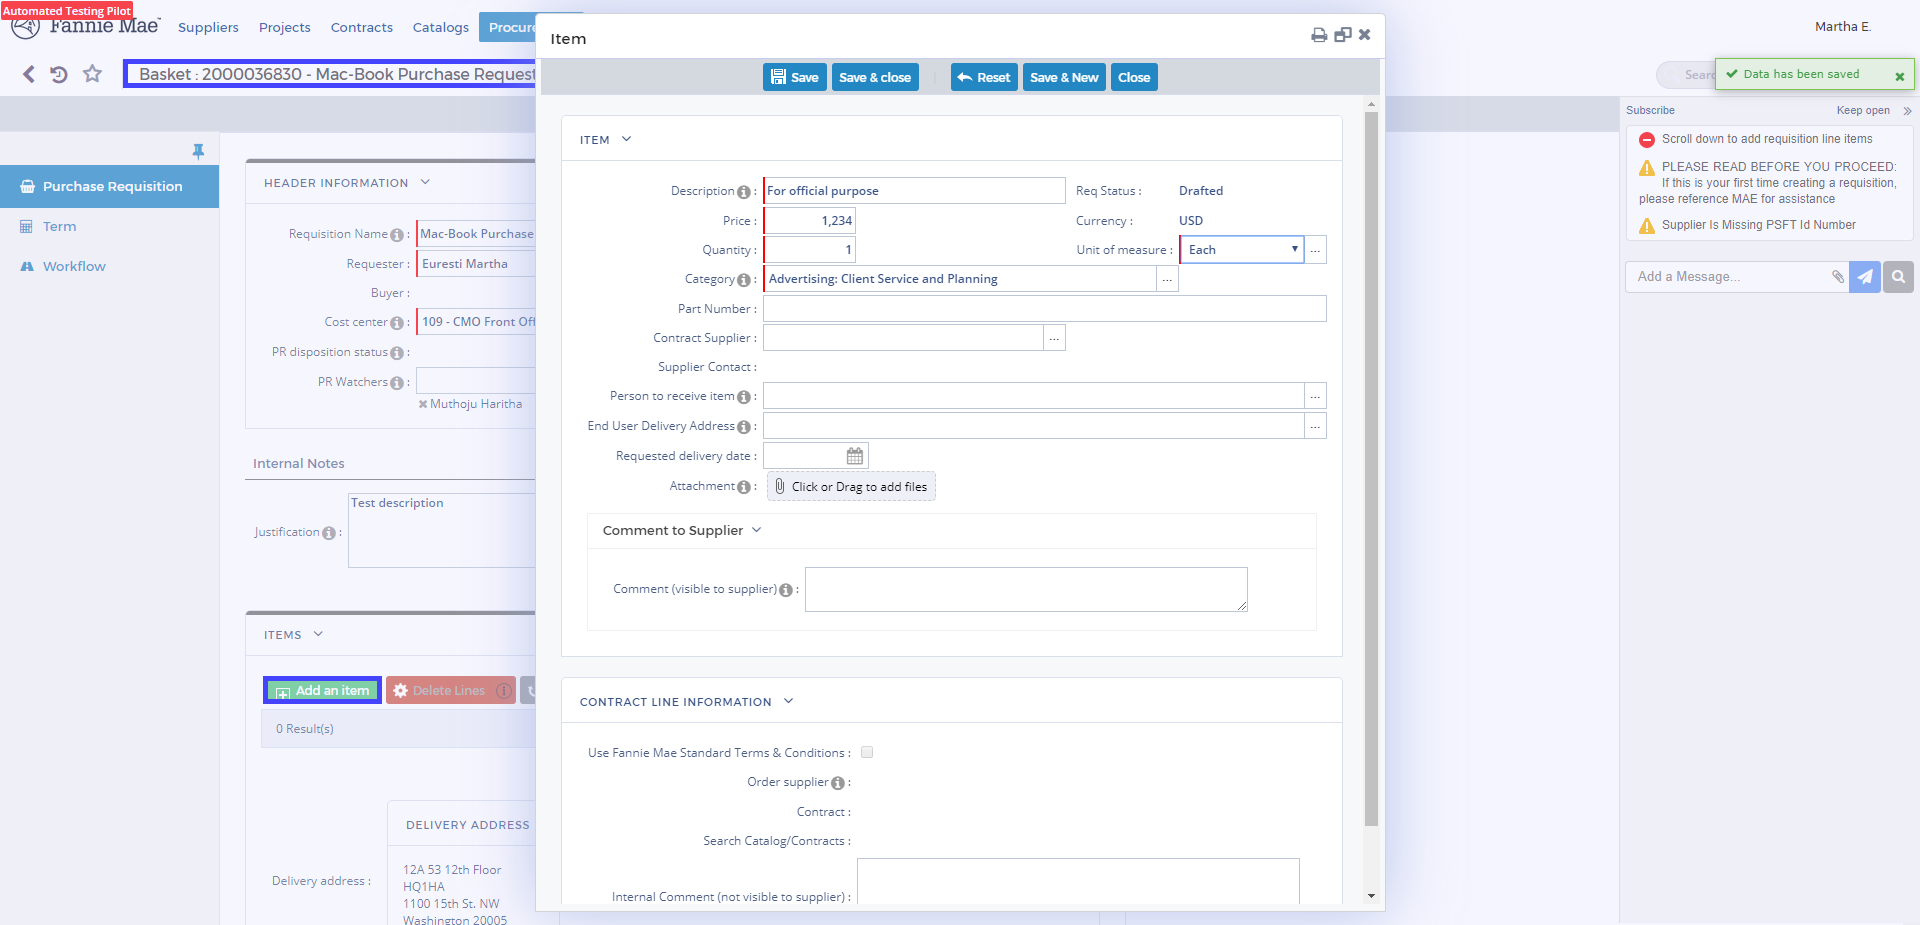 Automated Testing Pilot
Fannie Mae™
Suppliers
Projects
Contracts
Catalogs
Procure
Martha E.
Basket : 2000036830 - Mac-Book Purchase Request
Searc
Data has been saved
Purchase Requisition
Term
Workflow
HEADER INFORMATION
Requisition Name :
Mac-Book Purchase
Requester :
Euresti Martha
Buyer :
Cost center :
109 - CMO Front Off
PR disposition status :
PR Watchers :
Muthoju Haritha
Internal Notes
Justification :
Test description
ITEMS
Add an item
Delete Lines
0 Result(s)
DELIVERY ADDRESS
Delivery address :
12A 53 12th Floor
HQ1HA
1100 15th St. NW
Washington 20005
Item
Save
Save & close
Reset
Save & New
Close
ITEM
Description :
For official purpose
Req Status :
Drafted
Price :
1,234
Currency :
USD
Quantity :
1
Unit of measure :
Each
...
Category :
Advertising: Client Service and Planning
...
Part Number :
Contract Supplier :
...
Supplier Contact :
Person to receive item :
...
End User Delivery Address :
...
Requested delivery date :
Attachment :
Click or Drag to add files
Comment to Supplier
Comment (visible to supplier) :
CONTRACT LINE INFORMATION
Use Fannie Mae Standard Terms & Conditions :
Order supplier :
Contract :
Search Catalog/Contracts :
Internal Comment (not visible to supplier) :
Subscribe
Keep open
Scroll down to add requisition line items
PLEASE READ BEFORE YOU PROCEED:
If this is your first time creating a requisition,
please reference MAE for assistance
Supplier Is Missing PSFT Id Number
Add a Message...